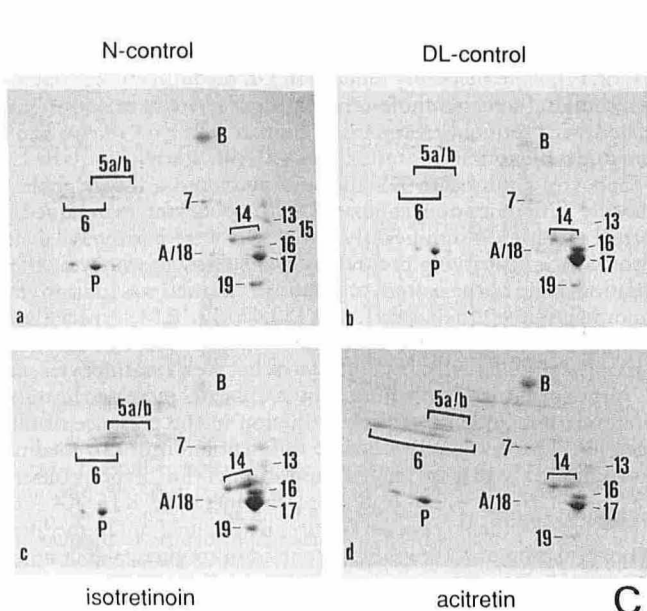 N-control DL-control
B
5a/b
6
7
14
13
15
16
A/18
17
19
P
a
B
5a/b
6
7
14
13
16
A/18
17
19
P
b
B
5a/b
6
7
14
13
16
A/18
17
19
P
c
B
5a/b
6
7
14
13
16
A/18
17
19
P
d
isotretinoin acitretin
C